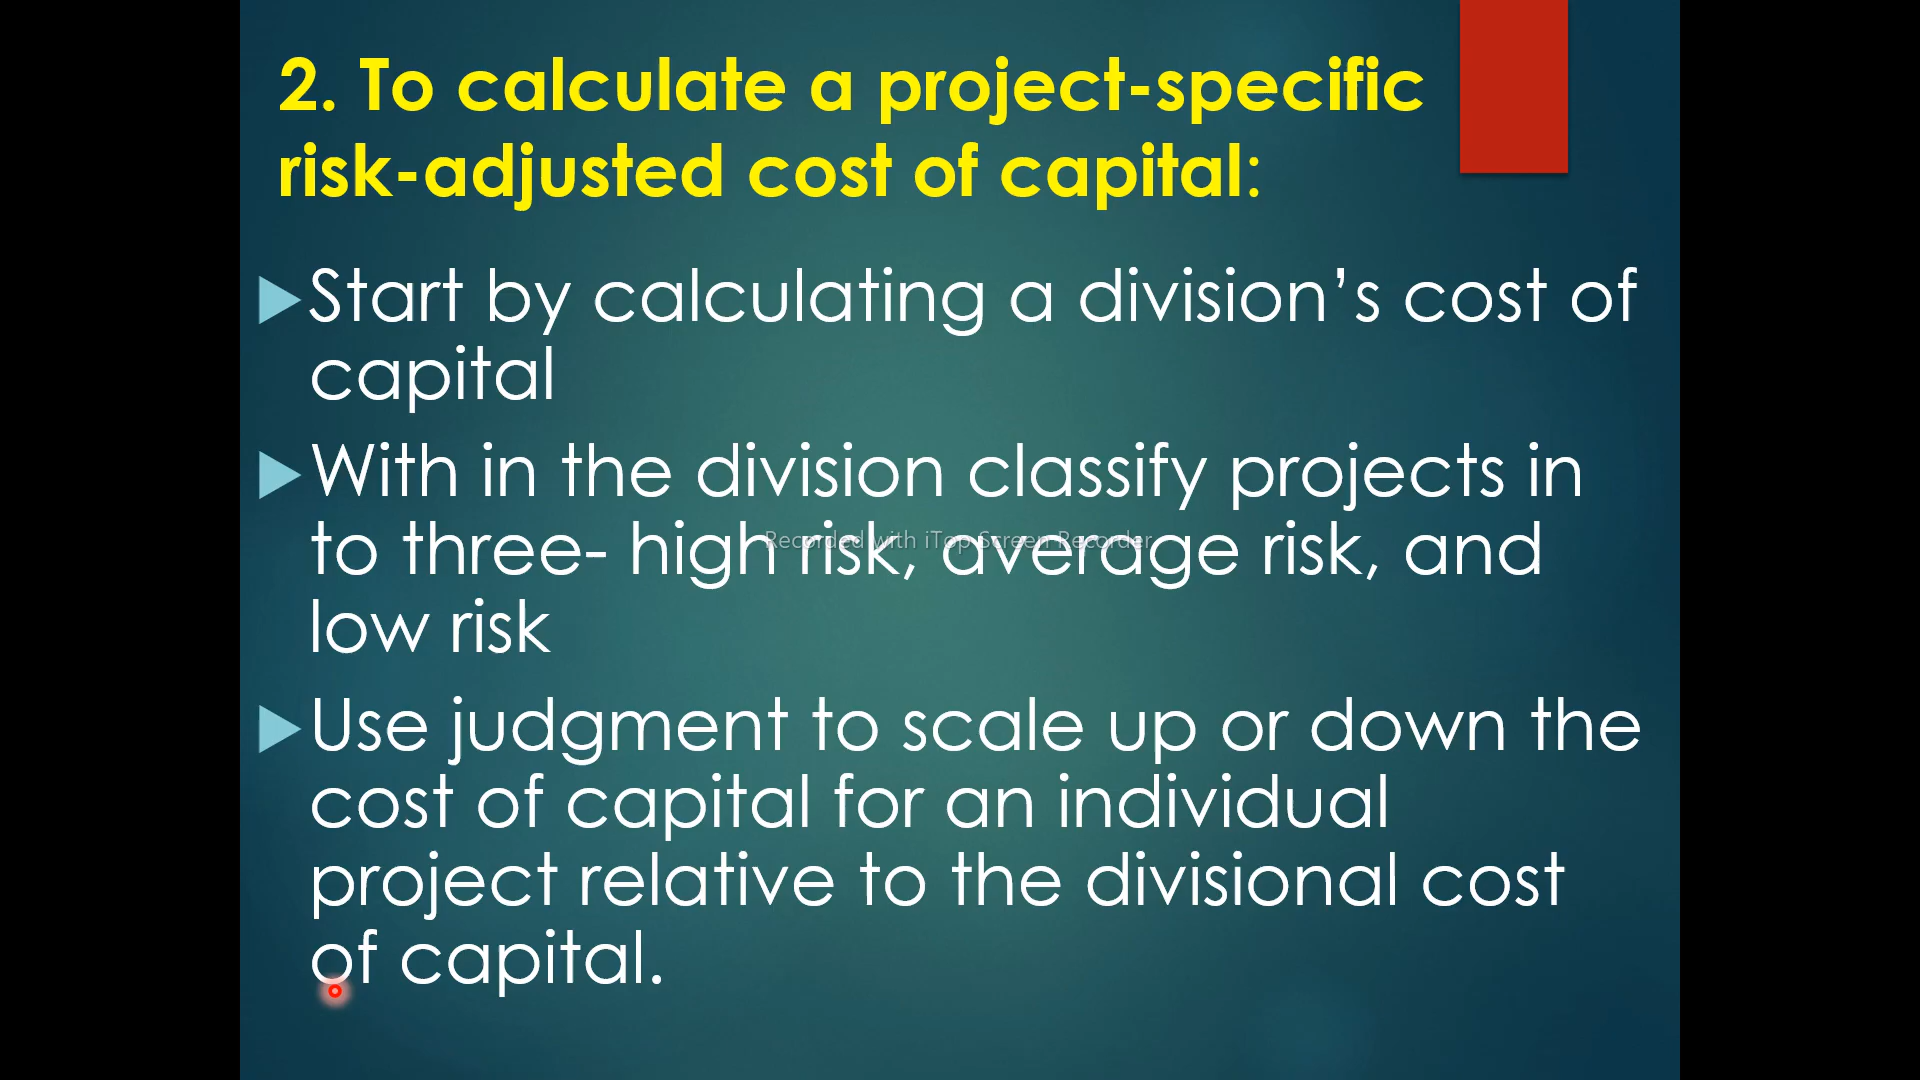 2. To calculate a project-specific
risk-adjusted cost of capital:
Start by calculating a division’s cost of
capital
With in the division classify projects in
to three- high risk, average risk, and
Recorded with iTop Screen Recorder
low risk
Use judgment to scale up or down the
cost of capital for an individual
project relative to the divisional cost
of capital.